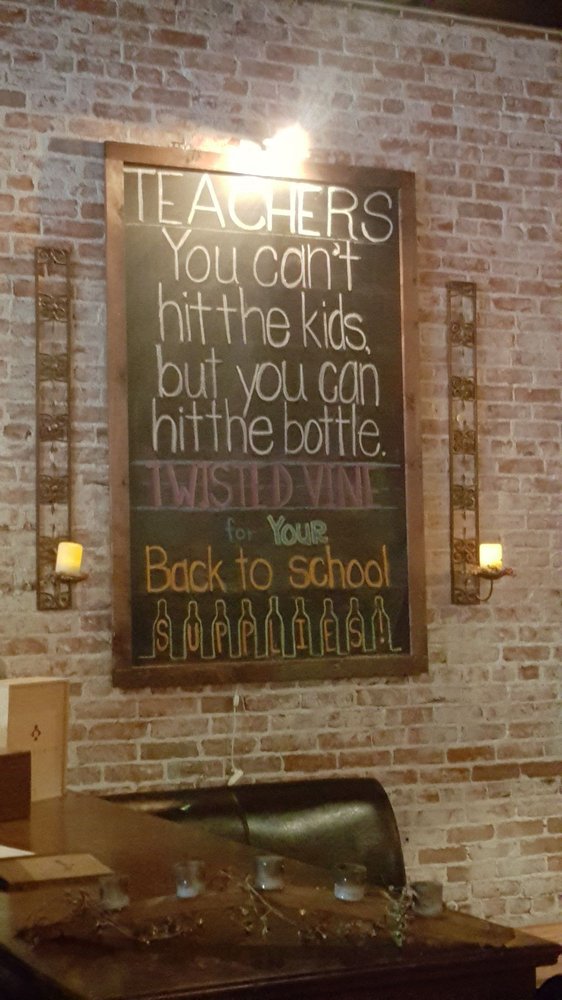 TEACHERS
You can't
hit the kids,
but you can
hit the bottle.
TWISTED VINE
for YOUR
Back to school
SUPPLIES!